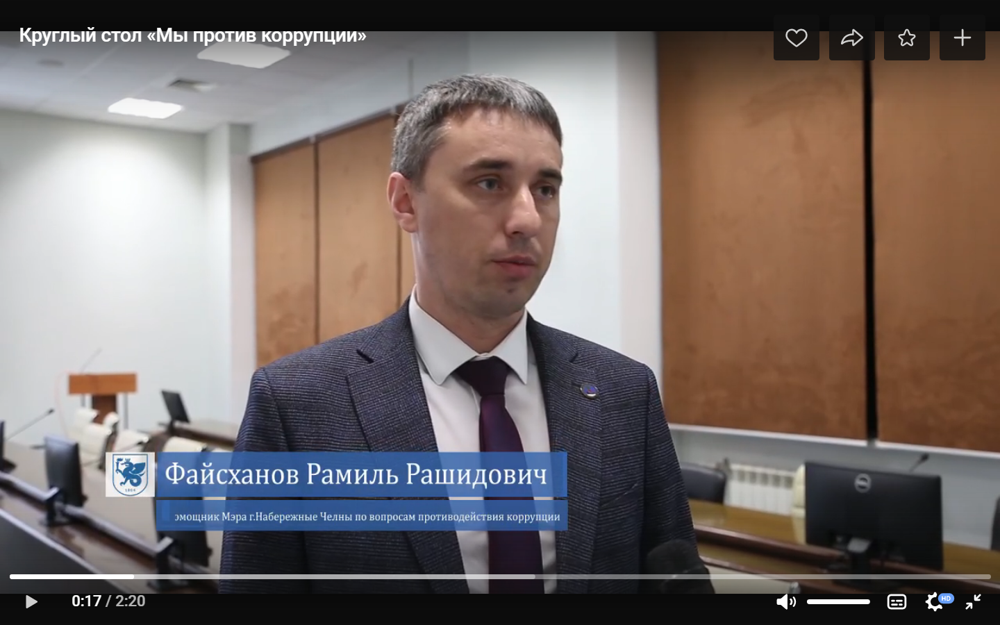 Круглый стол «Мы против коррупции»
Файсханов Рамиль Рашидович
омощник Мэра г.Набережные Челны по вопросам противодействия коррупции
0:17 / 2:20
HD